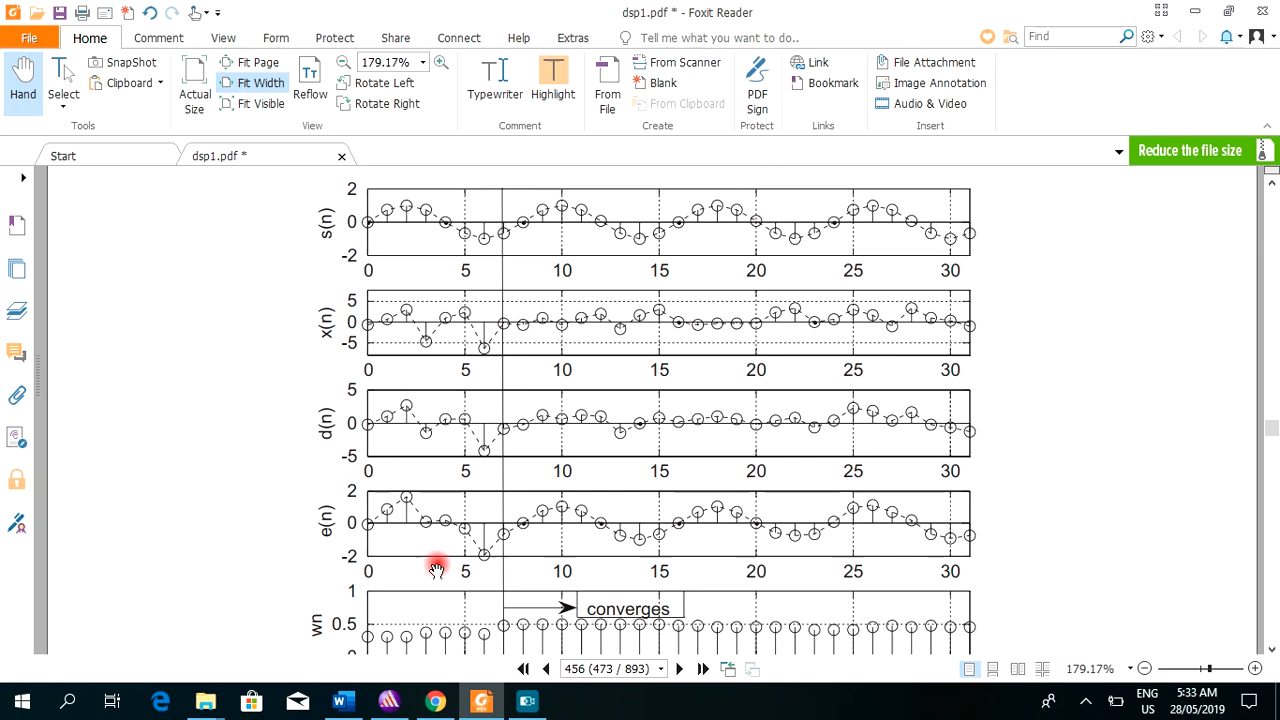 dsp1.pdf * - Foxit Reader
File Home Comment View Form Protect Share Connect Help Extras Tell me what you want to do.. Find
Hand
Select
SnapShot
Clipboard
Tools
Actual Size
Fit Page
Fit Width
Fit Visible
Reflow
179.17%
Rotate Left
Rotate Right
View
Typewriter
Highlight
Comment
From File
From Scanner
Blank
From Clipboard
Create
PDF Sign
Protect
Link
Bookmark
Links
File Attachment
Image Annotation
Audio & Video
Insert
Start
dsp1.pdf *
Reduce the file size
s(n)
2
0
-2
0 5 10 15 20 25 30
x(n)
5
0
-5
0 5 10 15 20 25 30
d(n)
5
0
-5
0 5 10 15 20 25 30
e(n)
2
0
-2
0 5 10 15 20 25 30
wn
1
0.5
converges
456 (473 / 893)
179.17%
ENG
US
5:33 AM
28/05/2019